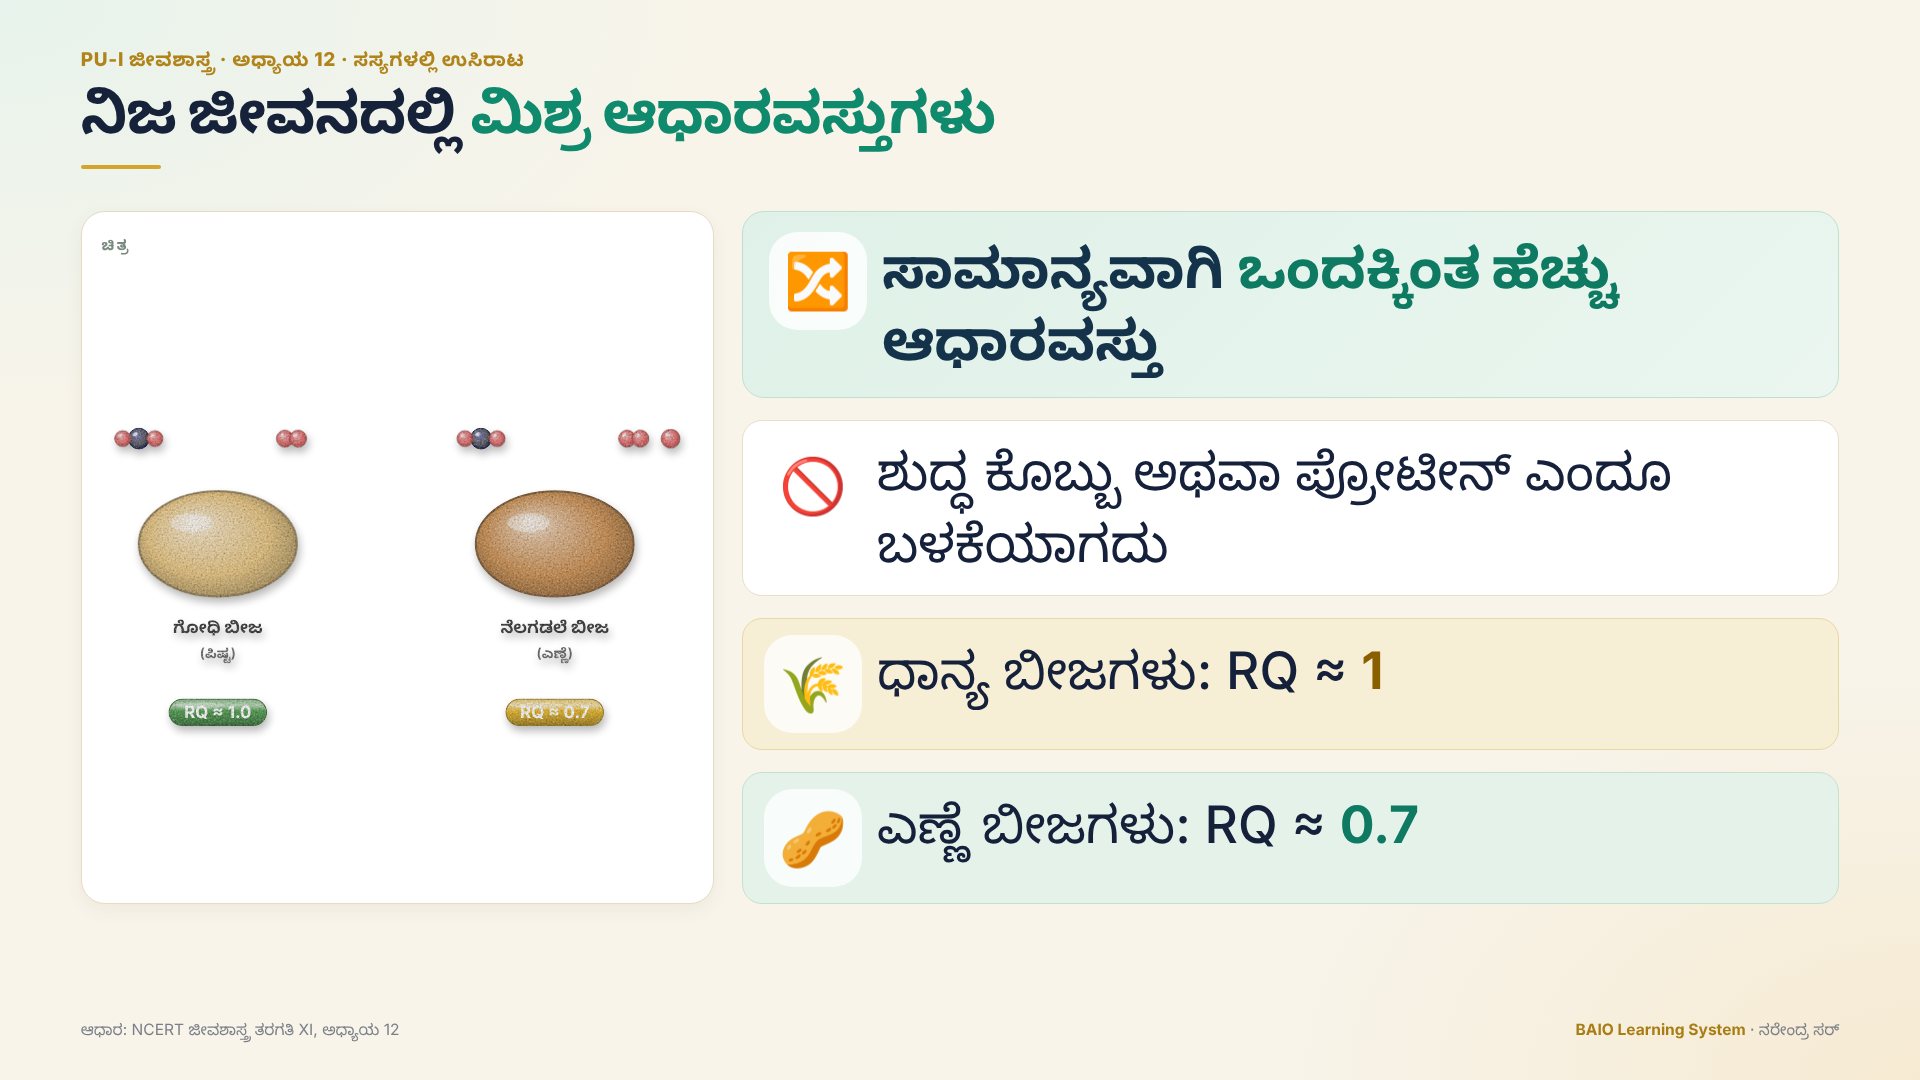 PU-I ಜೀವಶಾಸ್ತ್ರ · ಅಧ್ಯಾಯ 12 · ಸಸ್ಯಗಳಲ್ಲಿ ಉಸಿರಾಟ
ನಿಜ ಜೀವನದಲ್ಲಿ ಮಿಶ್ರ ಆಧಾರವಸ್ತುಗಳು
ಚಿತ್ರ
ಗೋಧಿ ಬೀಜ
(ಪಿಷ್ಟ)
RQ ≈ 1.0
ನೆಲಗಡಲೆ ಬೀಜ
(ಎಣ್ಣೆ)
RQ ≈ 0.7
ಸಾಮಾನ್ಯವಾಗಿ ಒಂದಕ್ಕಿಂತ ಹೆಚ್ಚು
ಆಧಾರವಸ್ತು
ಶುದ್ಧ ಕೊಬ್ಬು ಅಥವಾ ಪ್ರೋಟೀನ್ ಎಂದೂ
ಬಳಕೆಯಾಗದು
ಧಾನ್ಯ ಬೀಜಗಳು: RQ ≈ 1
ಎಣ್ಣೆ ಬೀಜಗಳು: RQ ≈ 0.7
ಆಧಾರ: NCERT ಜೀವಶಾಸ್ತ್ರ ತರಗತಿ XI, ಅಧ್ಯಾಯ 12
BAIO Learning System · ನರೇಂದ್ರ ಸರ್